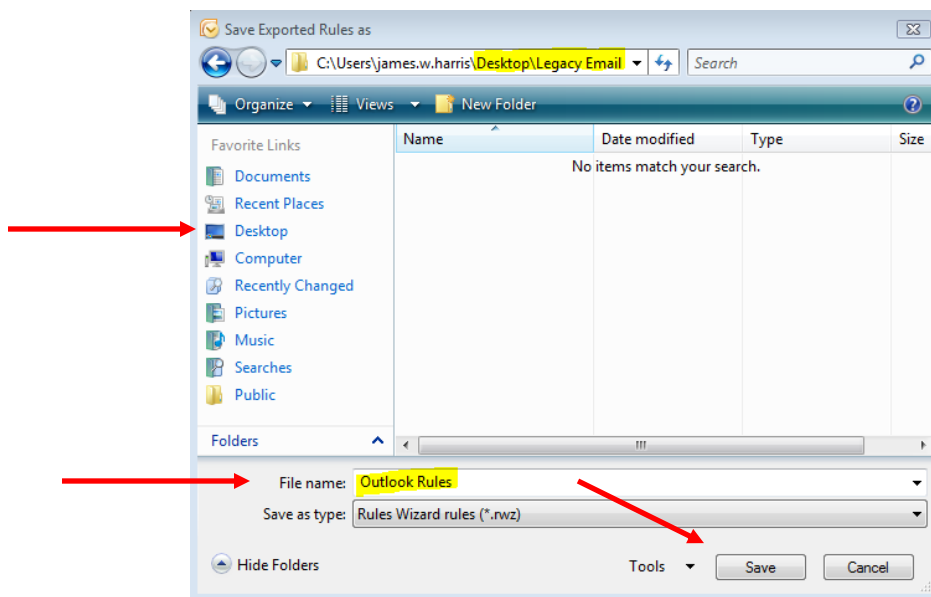 Save Exported Rules as
C:\Users\james.w.harris\Desktop\Legacy Email
Search
Organize Views New Folder
Favorite Links
Documents
Recent Places
Desktop
Computer
Recently Changed
Pictures
Music
Searches
Public
Folders
Name Date modified Type Size
No items match your search.
File name: Outlook Rules
Save as type: Rules Wizard rules (*.rwz)
Hide Folders Tools Save Cancel